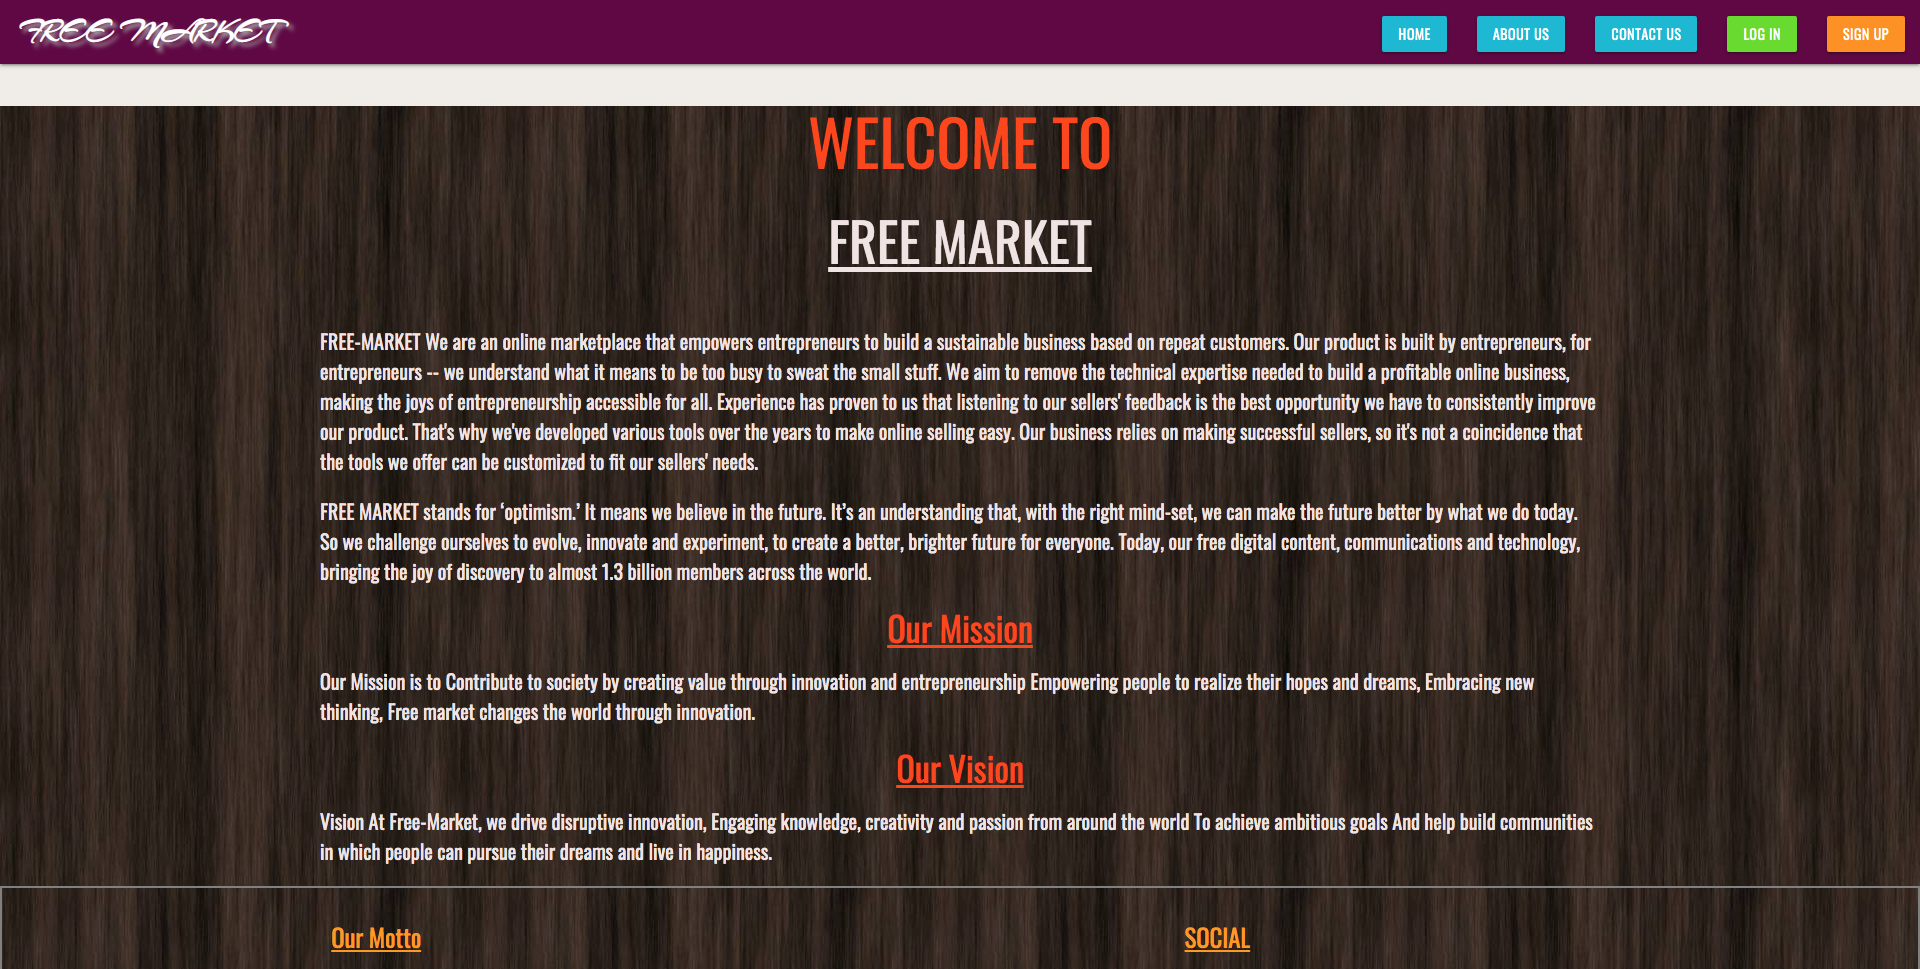 FREE MARKET
HOME
ABOUT US
CONTACT US
LOG IN
SIGN UP
WELCOME TO
FREE MARKET
FREE-MARKET We are an online marketplace that empowers entrepreneurs to build a sustainable business based on repeat customers. Our product is built by entrepreneurs, for
entrepreneurs -- we understand what it means to be too busy to sweat the small stuff. We aim to remove the technical expertise needed to build a profitable online business,
making the joys of entrepreneurship accessible for all. Experience has proven to us that listening to our sellers' feedback is the best opportunity we have to consistently improve
our product. That's why we've developed various tools over the years to make online selling easy. Our business relies on making successful sellers, so it's not a coincidence that
the tools we offer can be customized to fit our sellers' needs.
FREE MARKET stands for ‘optimism.’ It means we believe in the future. It’s an understanding that, with the right mind-set, we can make the future better by what we do today.
So we challenge ourselves to evolve, innovate and experiment, to create a better, brighter future for everyone. Today, our free digital content, communications and technology,
bringing the joy of discovery to almost 1.3 billion members across the world.
Our Mission
Our Mission is to Contribute to society by creating value through innovation and entrepreneurship Empowering people to realize their hopes and dreams, Embracing new
thinking, Free market changes the world through innovation.
Our Vision
Vision At Free-Market, we drive disruptive innovation, Engaging knowledge, creativity and passion from around the world To achieve ambitious goals And help build communities
in which people can pursue their dreams and live in happiness.
Our Motto
SOCIAL